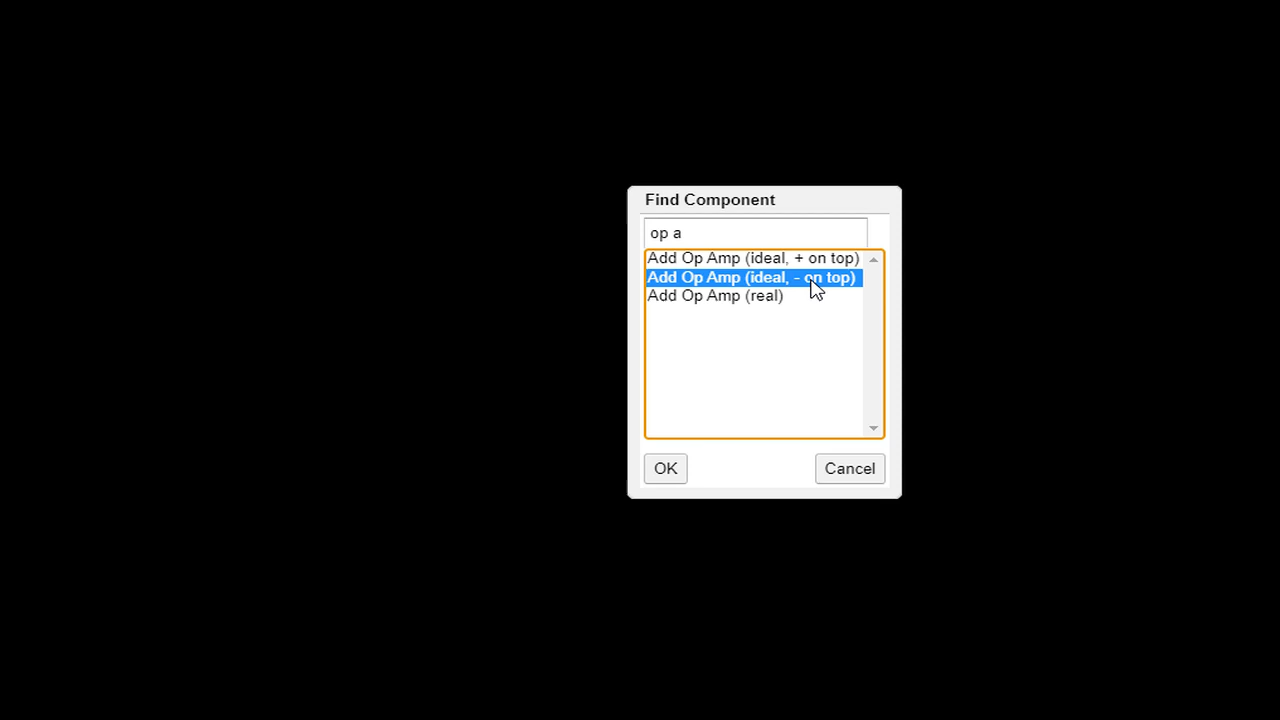 Find Component
op a
Add Op Amp (ideal, + on top)
Add Op Amp (ideal, - on top)
Add Op Amp (real)
OK
Cancel